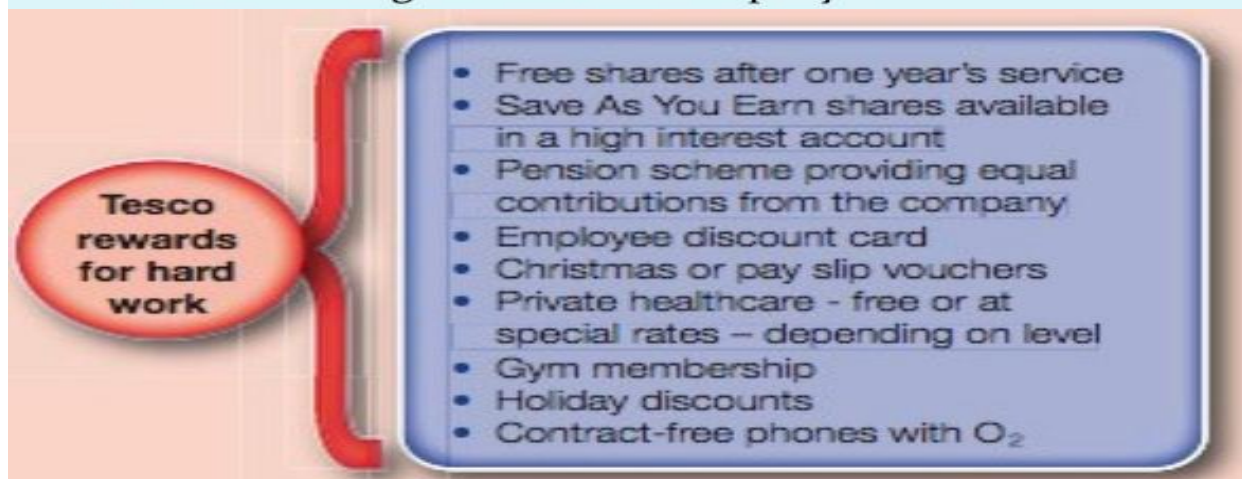 Tesco
rewards
for hard
work
• Free shares after one year's service
• Save As You Earn shares available
in a high interest account
• Pension scheme providing equal
contributions from the company
• Employee discount card
• Christmas or pay slip vouchers
• Private healthcare - free or at
special rates – depending on level
• Gym membership
• Holiday discounts
• Contract-free phones with O₂